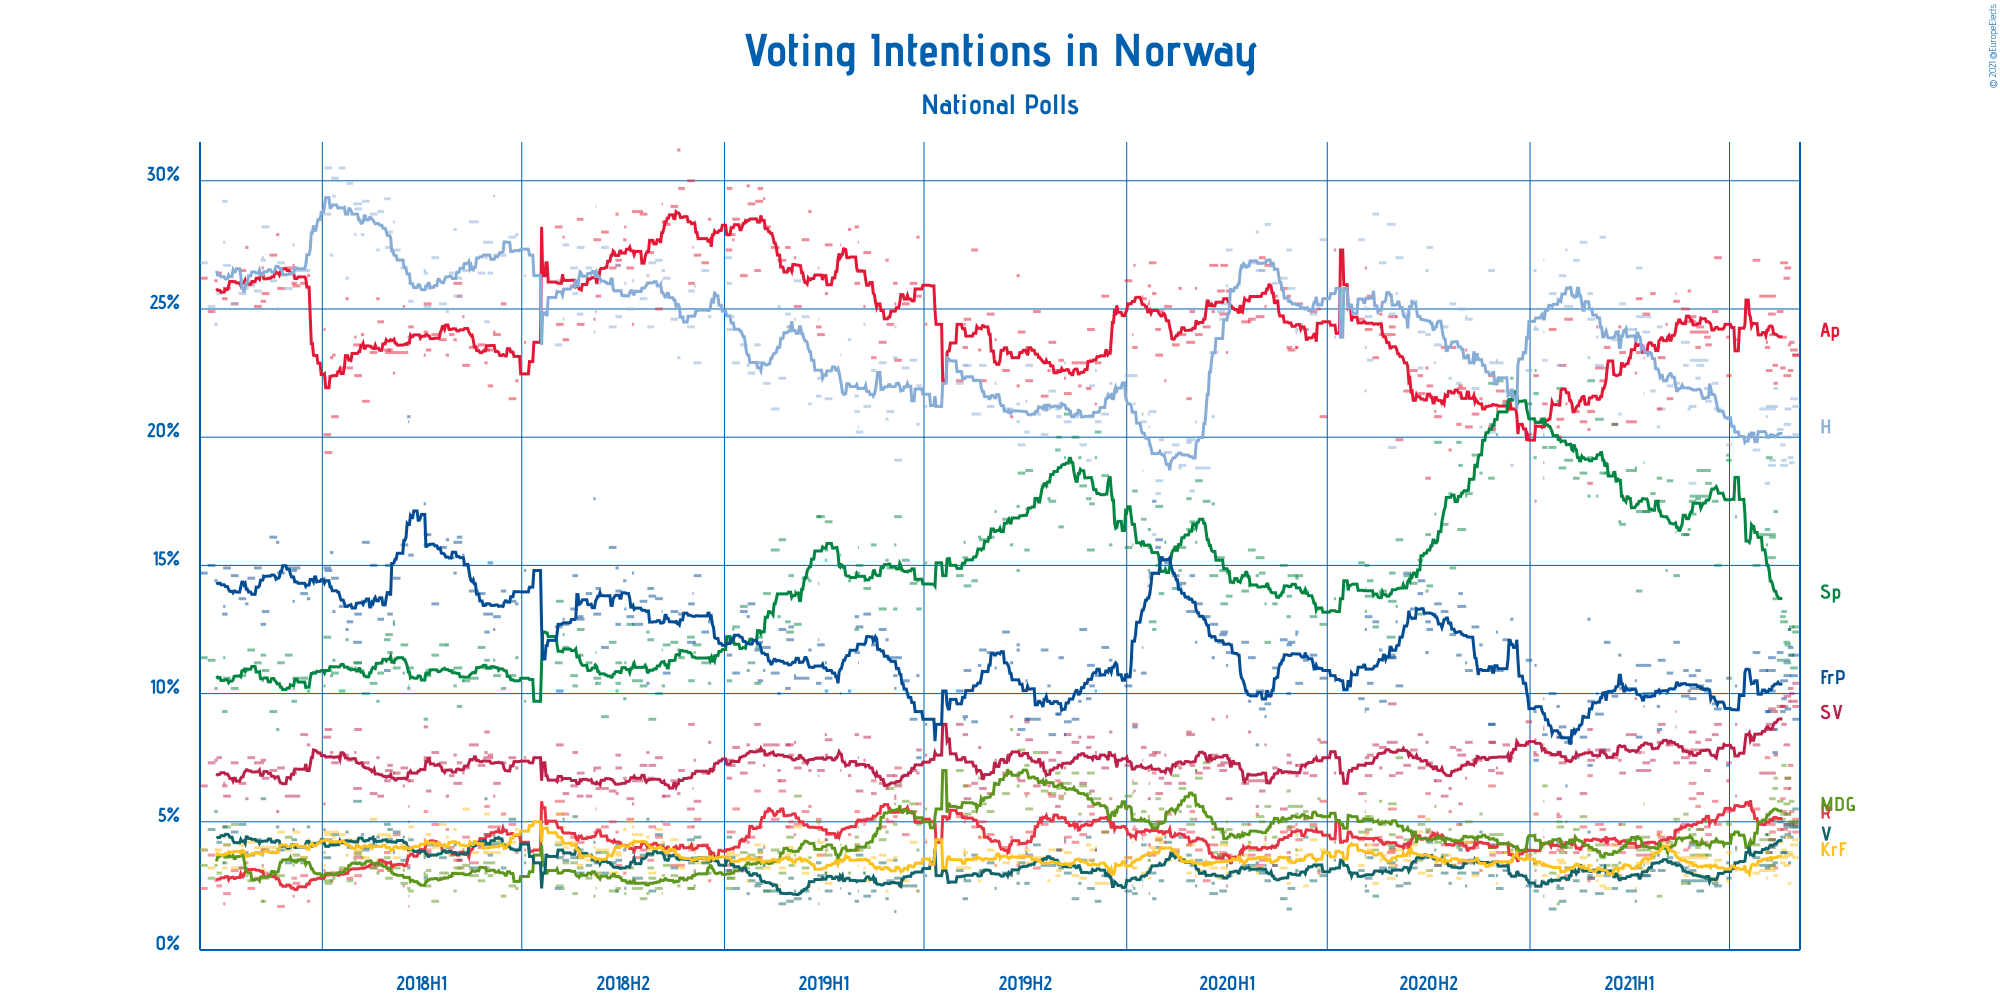 Voting Intentions in Norway
© 2021 @EuropeElects
National Polls
30%
25%
20%
15%
10%
5%
0%
Ap
H
Sp
FrP
SV
MDG
R
V
KrF
2018H1
2018H2
2019H1
2019H2
2020H1
2020H2
2021H1